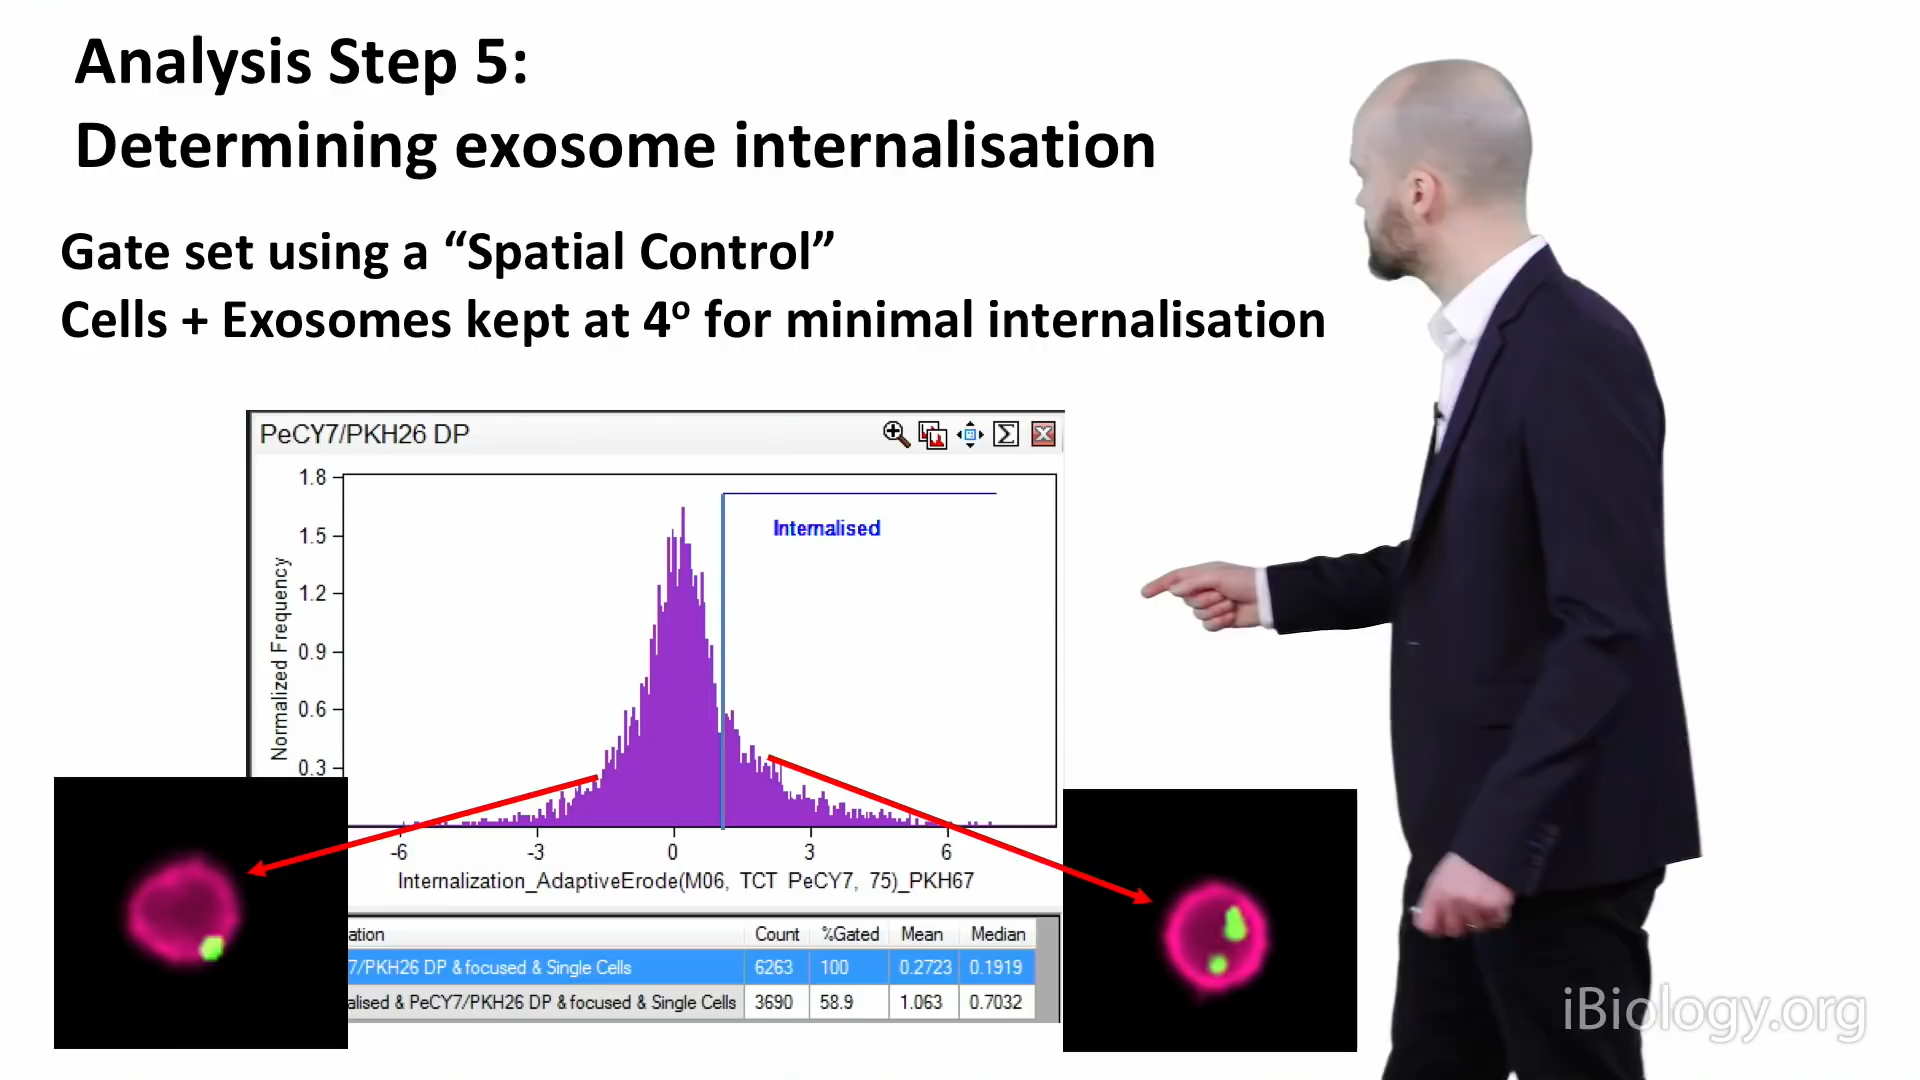 Analysis Step 5:
Determining exosome internalisation
Gate set using a “Spatial Control”
Cells + Exosomes kept at 4º for minimal internalisation
PeCY7/PKH26 DP
1.8
1.5
1.2
0.9
0.6
0.3
Normalized Frequency
Internalised
-6 -3 0 3 6
Internalization_AdaptiveErode(M06, TCT PeCY7, 75)_PKH67
ation Count %Gated Mean Median
7/PKH26 DP & focused & Single Cells 6263 100 0.2723 0.1919
alised & PeCY7/PKH26 DP & focused & Single Cells 3690 58.9 1.063 0.7032
iBiology.org